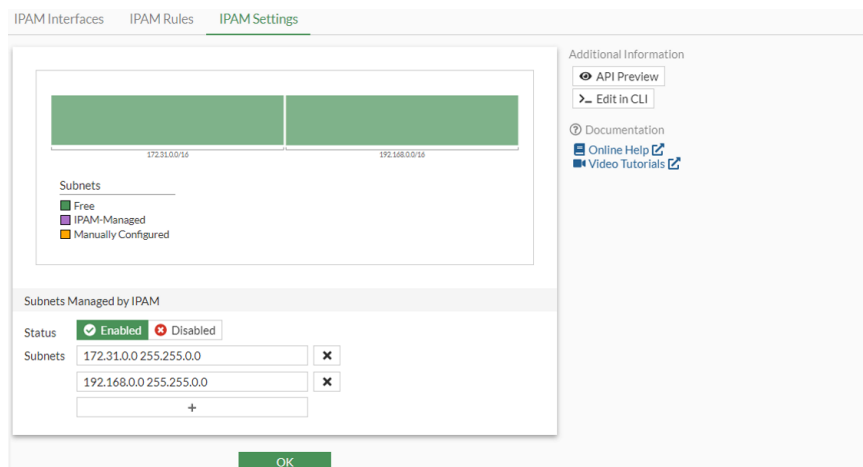 IPAM Interfaces IPAM Rules IPAM Settings
172.31.0.0/16 192.168.0.0/16
Subnets
Free
IPAM-Managed
Manually Configured
Subnets Managed by IPAM
Status Enabled Disabled
Subnets 172.31.0.0 255.255.0.0
192.168.0.0 255.255.0.0
+
OK
Additional Information
API Preview
>_ Edit in CLI
Documentation
Online Help
Video Tutorials